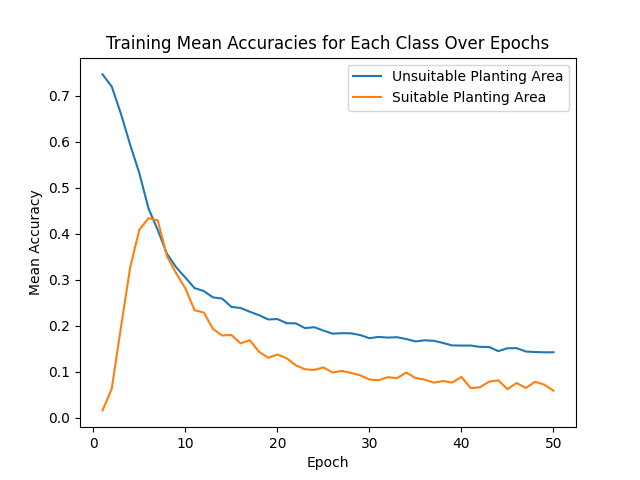 Training Mean Accuracies for Each Class Over Epochs
Unsuitable Planting Area
Suitable Planting Area
Mean Accuracy
0.7
0.6
0.5
0.4
0.3
0.2
0.1
0.0
0 10 20 30 40 50
Epoch